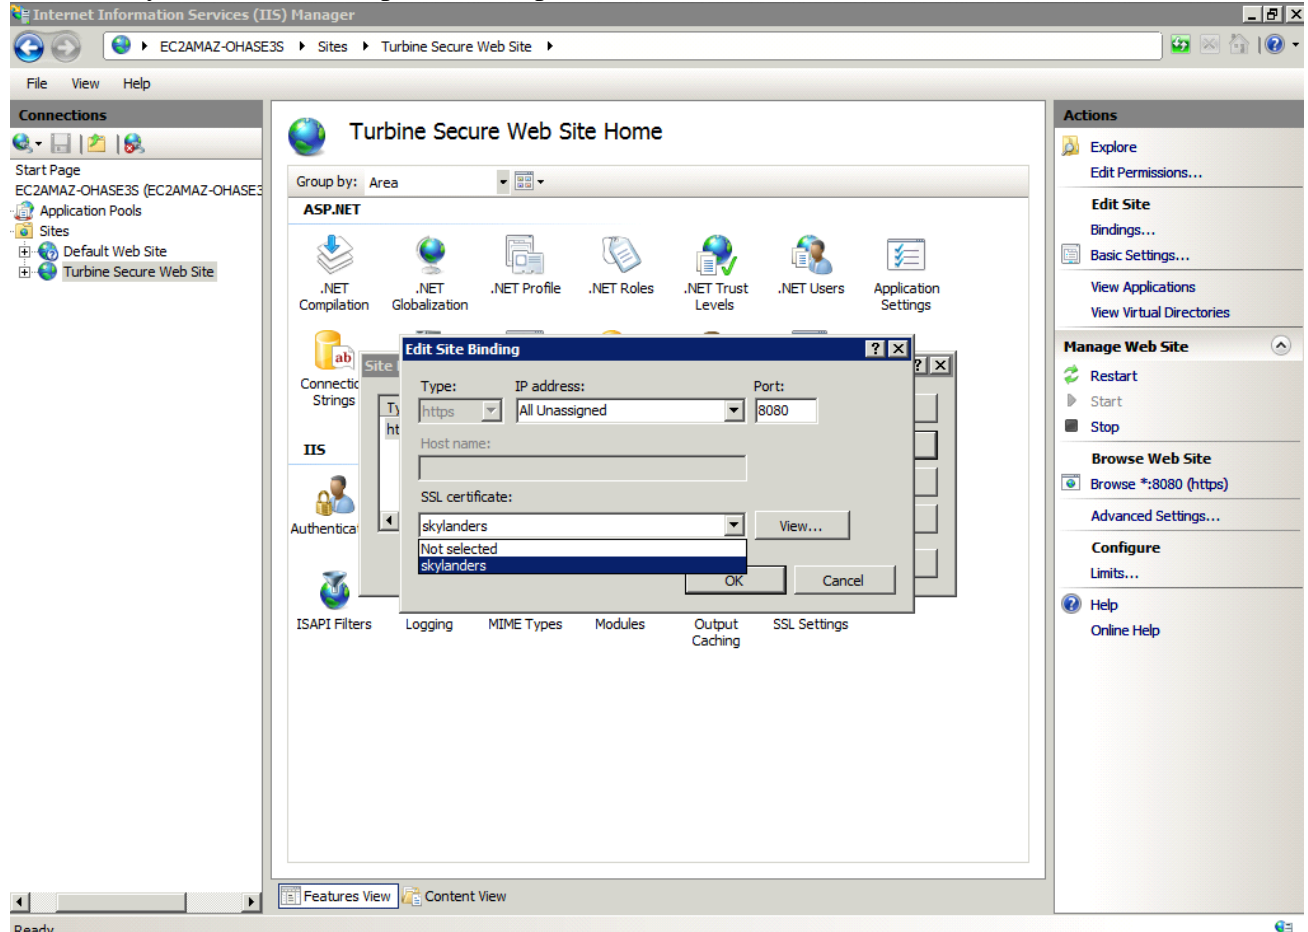 Internet Information Services (IIS) Manager
EC2AMAZ-OHASE3S Sites Turbine Secure Web Site
File View Help
Connections
Start Page
EC2AMAZ-OHASE3S (EC2AMAZ-OHASE3
Application Pools
Sites
Default Web Site
Turbine Secure Web Site
Turbine Secure Web Site Home
Group by: Area
ASP.NET
.NET Compilation
.NET Globalization
.NET Profile
.NET Roles
.NET Trust Levels
.NET Users
Application Settings
ab
Connectic
Strings
Site
Ty
ht
Edit Site Binding
Type: IP address: Port:
https All Unassigned 8080
Host name:
SSL certificate:
skylanders View...
Not selected
skylanders
OK Cancel
IIS
Authentica
ISAPI Filters
Logging
MIME Types
Modules
Output Caching
SSL Settings
Features View Content View
Actions
Explore
Edit Permissions...
Edit Site
Bindings...
Basic Settings...
View Applications
View Virtual Directories
Manage Web Site
Restart
Start
Stop
Browse Web Site
Browse *:8080 (https)
Advanced Settings...
Configure
Limits...
Help
Online Help
Ready